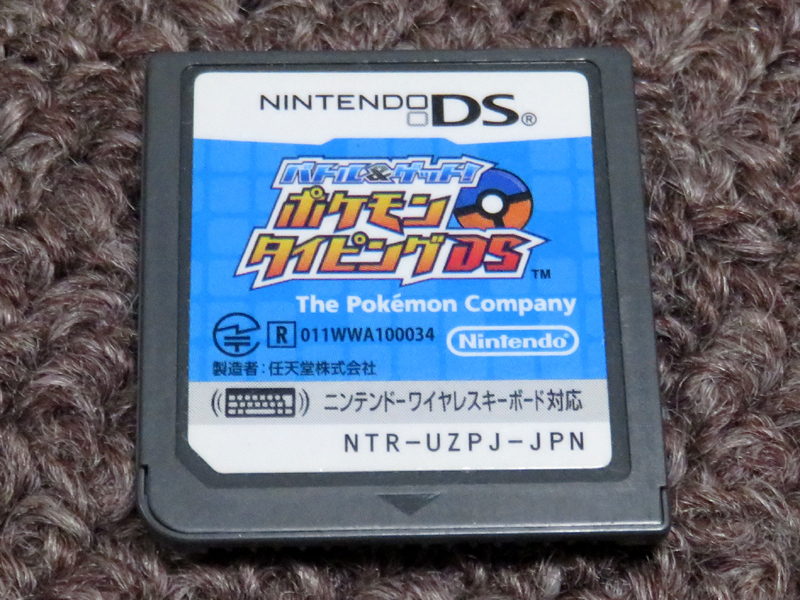 NINTENDO DS®
バトル&ゲット!
ポケモン
タイピングDS™
The Pokémon Company
R 011WWA100034 Nintendo®
製造者:任天堂株式会社
ニンテンドーワイヤレスキーボード対応
NTR-UZPJ-JPN